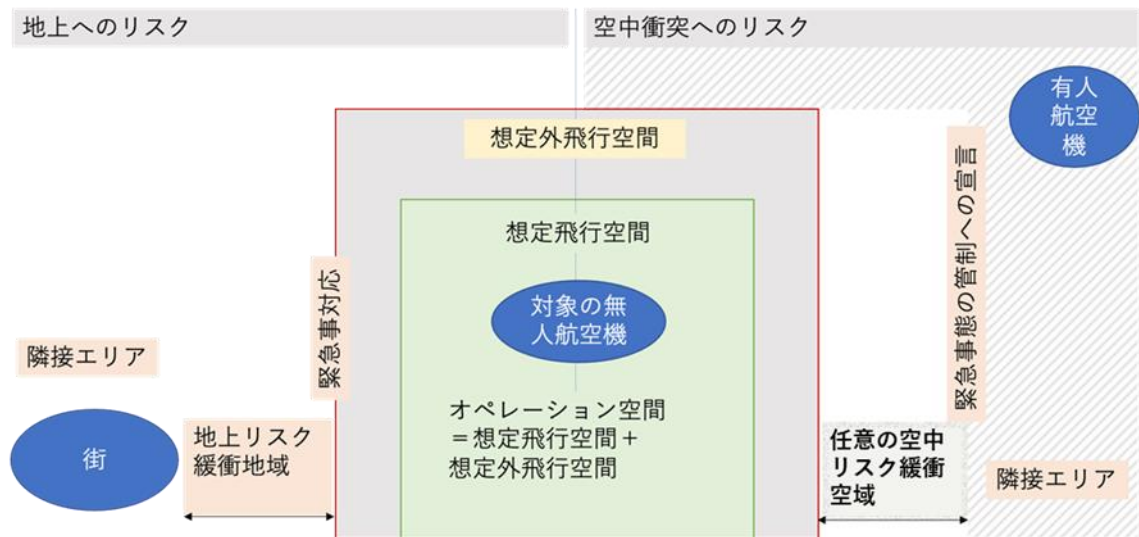 地上へのリスク
空中衝突へのリスク
有人
航空
機
想定外飛行空間
想定飛行空間
対象の無
人航空機
緊急事対応
緊急事態の管制への宣言
隣接エリア
街
地上リスク
緩衝地域
オペレーション空間
＝想定飛行空間＋
想定外飛行空間
任意の空中
リスク緩衝
空域
隣接エリア